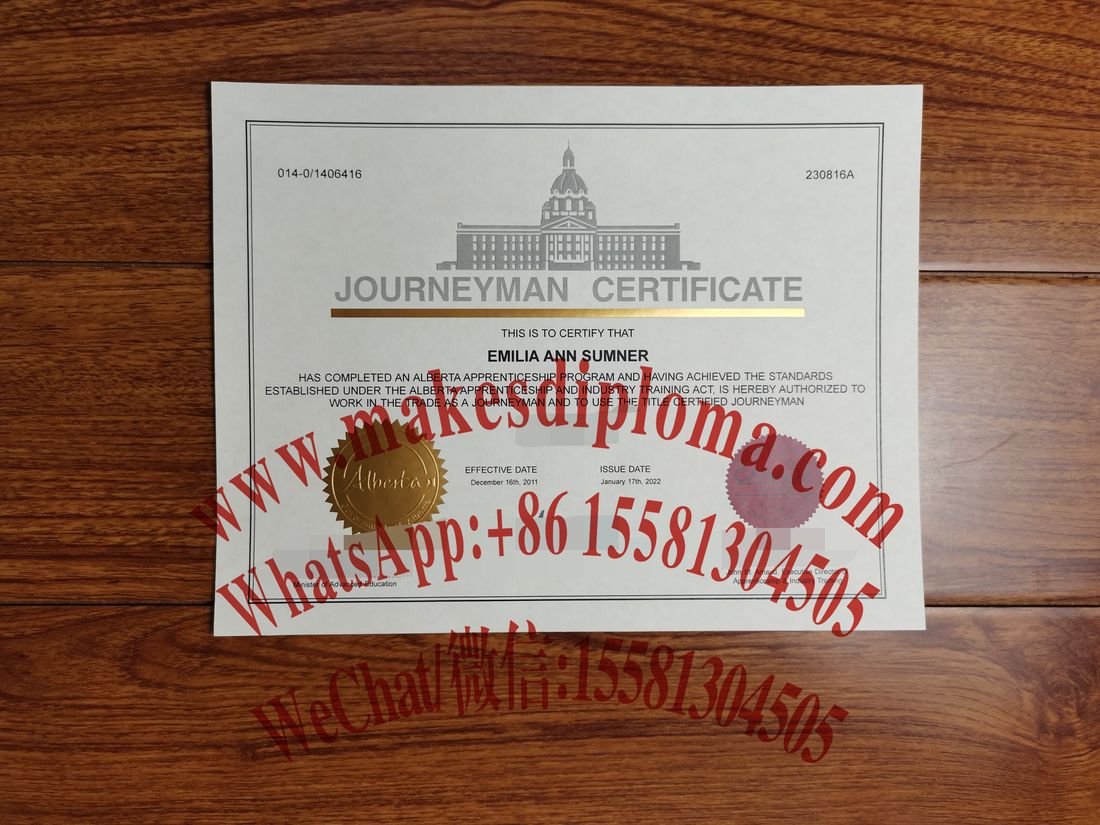 014-0/1406416
230816A
JOURNEYMAN CERTIFICATE
THIS IS TO CERTIFY THAT
EMILIA ANN SUMNER
HAS COMPLETED AN ALBERTA APPRENTICESHIP PROGRAM AND HAVING ACHIEVED THE STANDARDS
ESTABLISHED UNDER THE ALBERTA APPRENTICESHIP AND INDUSTRY TRAINING ACT, IS HEREBY AUTHORIZED TO
WORK IN THE TRADE AS A JOURNEYMAN AND TO USE THE TITLE CERTIFIED JOURNEYMAN
www.makesdiploma.com
Alberta
EFFECTIVE DATE
December 16th, 2011
ISSUE DATE
January 17th, 2022
WhatsApp:+86 15581304505
Minister of Advanced Education
Executive Director
Apprenticeship & Industry Training
WeChat/微信:15581304505